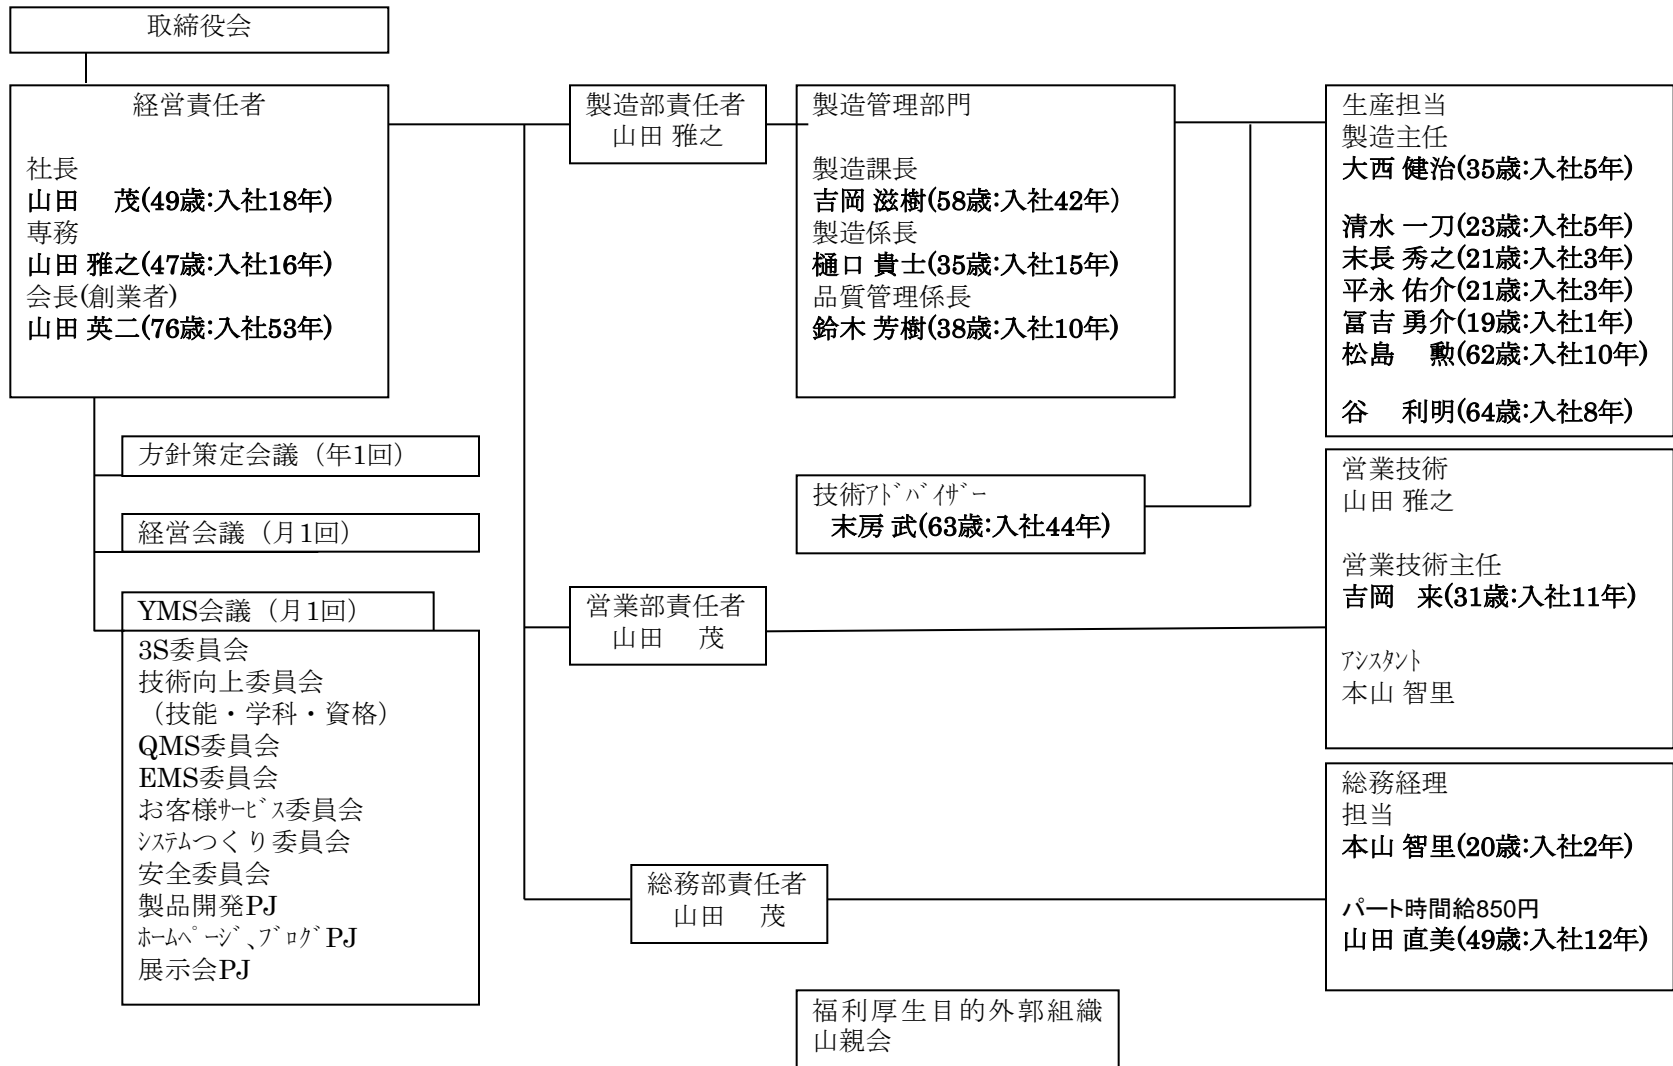 取締役会
経営責任者
社長
山田　茂(49歳:入社18年)
専務
山田 雅之(47歳:入社16年)
会長(創業者)
山田 英二(76歳:入社53年)
方針策定会議（年1回）
経営会議（月1回）
YMS会議（月1回）
3S委員会
技術向上委員会
（技能・学科・資格）
QMS委員会
EMS委員会
お客様ｻｰﾋﾞｽ委員会
ｼｽﾃﾑつくり委員会
安全委員会
製品開発PJ
ﾎｰﾑﾍﾟｰｼﾞ、ﾌﾞﾛｸﾞPJ
展示会PJ
製造部責任者
山田 雅之
製造管理部門
製造課長
吉岡 滋樹(58歳:入社42年)
製造係長
樋口 貴士(35歳:入社15年)
品質管理係長
鈴木 芳樹(38歳:入社10年)
技術ｱﾄﾞﾊﾞｲｻﾞｰ
末房 武(63歳:入社44年)
生産担当
製造主任
大西 健治(35歳:入社5年)
清水 一刀(23歳:入社5年)
末長 秀之(21歳:入社3年)
平永 佑介(21歳:入社3年)
冨吉 勇介(19歳:入社1年)
松島　勲(62歳:入社10年)
谷　利明(64歳:入社8年)
営業部責任者
山田　茂
営業技術
山田 雅之
営業技術主任
吉岡　来(31歳:入社11年)
ｱｼｽﾀﾝﾄ
本山 智里
総務部責任者
山田　茂
総務経理
担当
本山 智里(20歳:入社2年)
パート時間給850円
山田 直美(49歳:入社12年)
福利厚生目的外郭組織
山親会